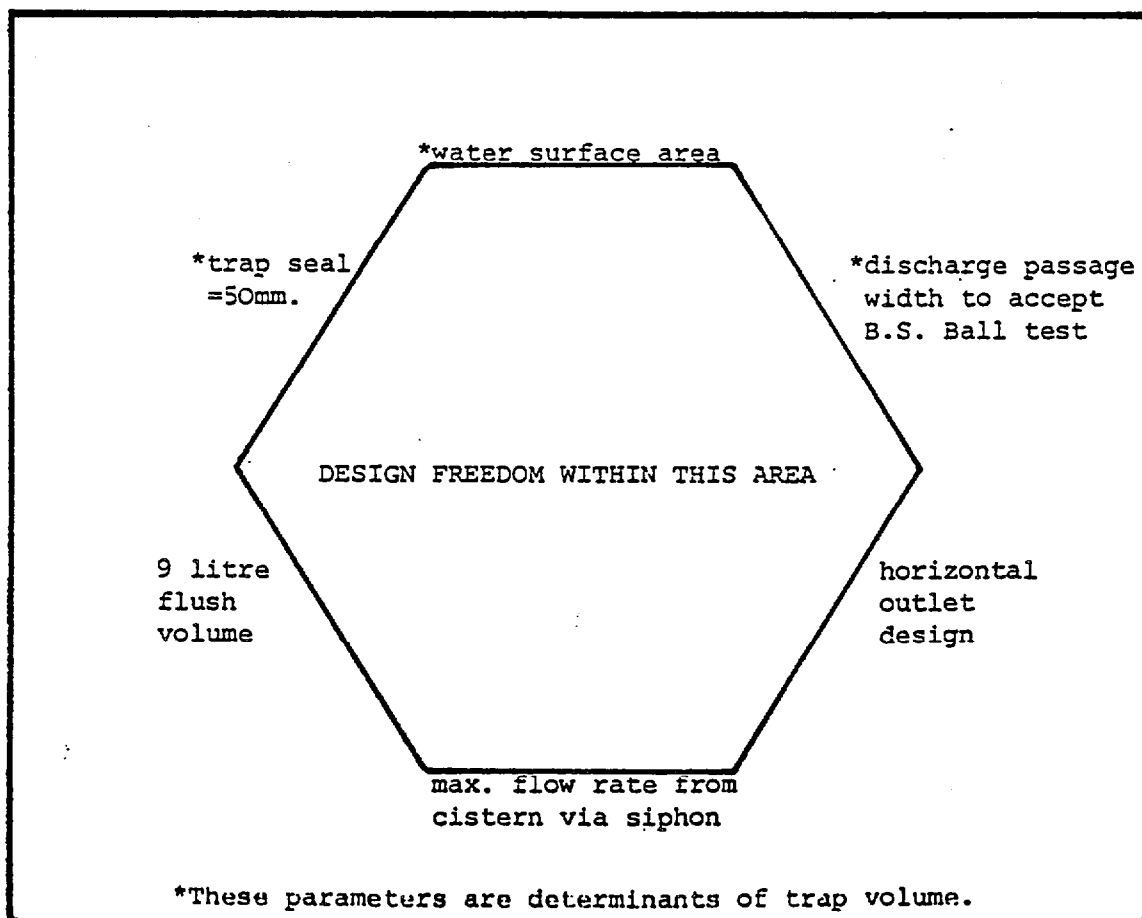 *water surface area
*trap seal
=50mm.
*discharge passage
width to accept
B.S. Ball test
DESIGN FREEDOM WITHIN THIS AREA
9 litre
flush
volume
horizontal
outlet
design
max. flow rate from
cistern via siphon
*These parameters are determinants of trap volume.